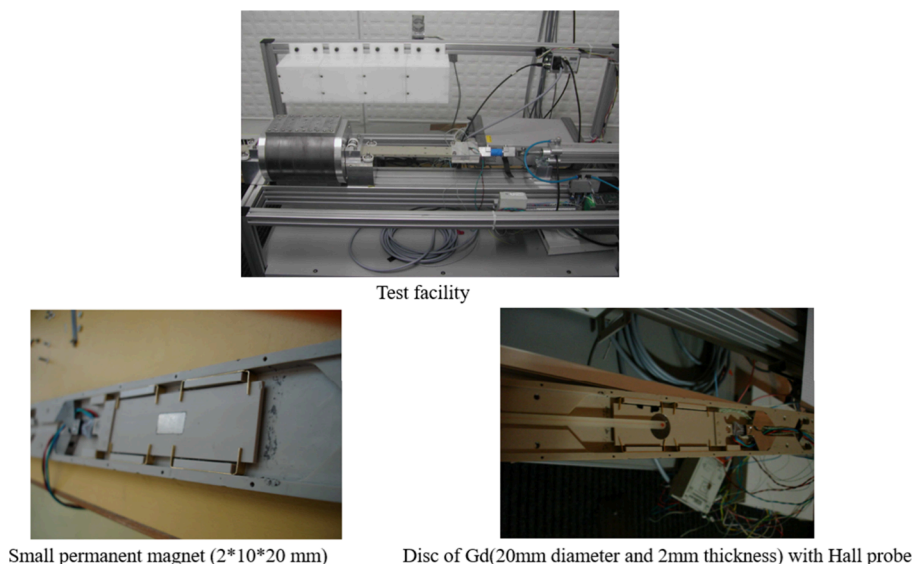 Test facility
Small permanent magnet (2*10*20 mm)
Disc of Gd(20mm diameter and 2mm thickness) with Hall probe